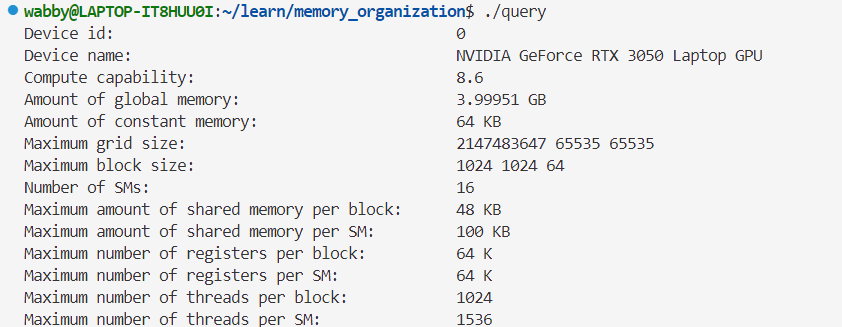 wabby@LAPTOP-IT8HUU0I:~/learn/memory_organization$ ./query
Device id: 0
Device name: NVIDIA GeForce RTX 3050 Laptop GPU
Compute capability: 8.6
Amount of global memory: 3.99951 GB
Amount of constant memory: 64 KB
Maximum grid size: 2147483647 65535 65535
Maximum block size: 1024 1024 64
Number of SMs: 16
Maximum amount of shared memory per block: 48 KB
Maximum amount of shared memory per SM: 100 KB
Maximum number of registers per block: 64 K
Maximum number of registers per SM: 64 K
Maximum number of threads per block: 1024
Maximum number of threads per SM: 1536